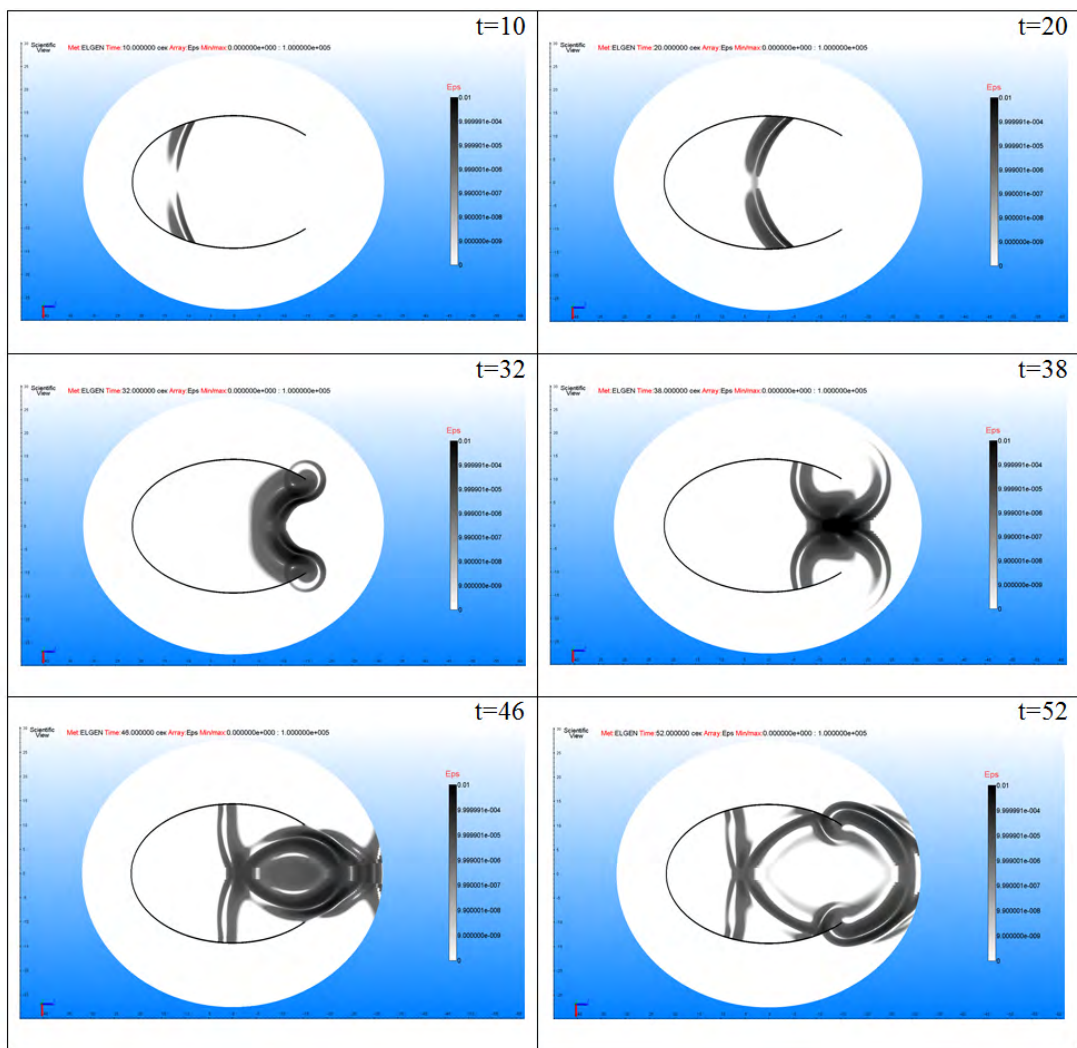 t=10
Scientific
View
Met:ELGEN Time:10.000000 cex Array:Eps Min/max:0.000000e+000 : 1.000000e+005
Eps
0.01
9.999991e-004
9.999901e-005
9.999001e-006
9.990001e-007
9.900000e-008
9.000000e-009
0
t=20
Scientific
View
Met:ELGEN Time:20.000000 cex Array:Eps Min/max:0.000000e+000 : 1.000000e+005
Eps
0.01
9.999991e-004
9.999901e-005
9.999001e-006
9.990001e-007
9.900000e-008
9.000000e-009
0
t=32
Scientific
View
Met:ELGEN Time:32.000000 cex Array:Eps Min/max:0.000000e+000 : 1.000000e+005
Eps
0.01
9.999991e-004
9.999901e-005
9.999001e-006
9.990001e-007
9.900000e-008
9.000000e-009
0
t=38
Scientific
View
Met:ELGEN Time:38.000000 cex Array:Eps Min/max:0.000000e+000 : 1.000000e+005
Eps
0.01
9.999991e-004
9.999901e-005
9.999001e-006
9.990001e-007
9.900000e-008
9.000000e-009
0
t=46
Scientific
View
Met:ELGEN Time:46.000000 cex Array:Eps Min/max:0.000000e+000 : 1.000000e+005
Eps
0.01
9.999991e-004
9.999901e-005
9.999001e-006
9.990001e-007
9.900000e-008
9.000000e-009
0
t=52
Scientific
View
Met:ELGEN Time:52.000000 cex Array:Eps Min/max:0.000000e+000 : 1.000000e+005
Eps
0.01
9.999991e-004
9.999901e-005
9.999001e-006
9.990001e-007
9.900000e-008
9.000000e-009
0